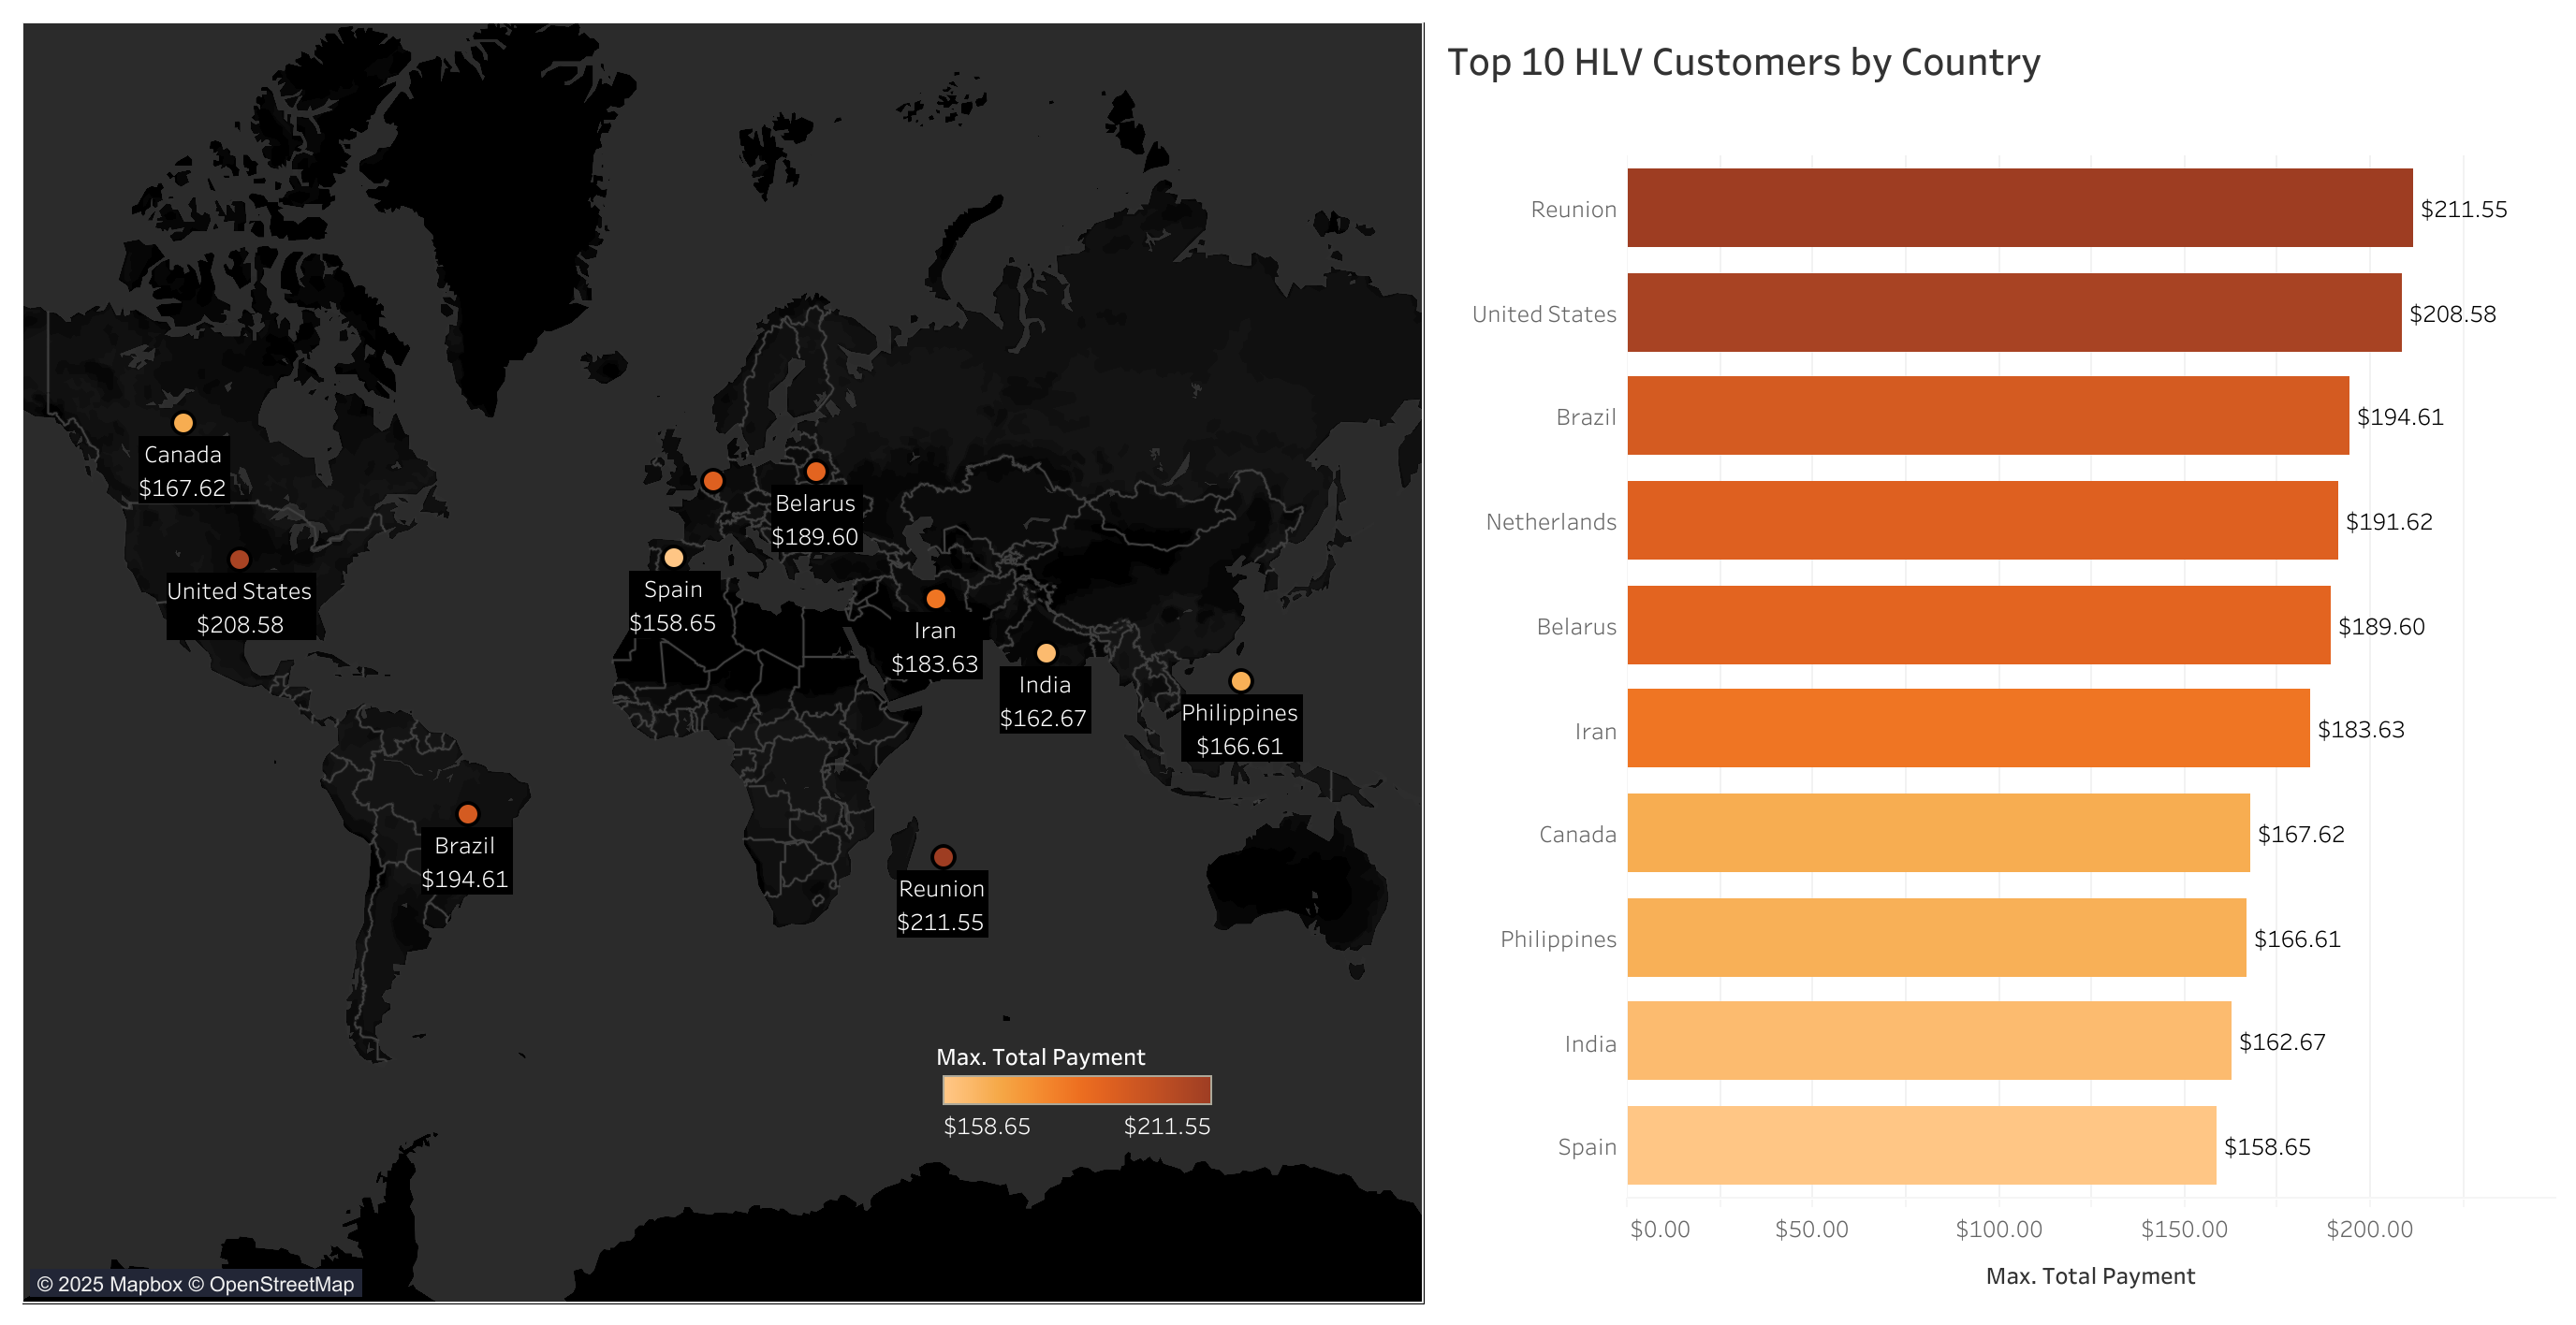 Canada
$167.62
United States
$208.58
Brazil
$194.61
Belarus
$189.60
Spain
$158.65
Iran
$183.63
India
$162.67
Philippines
$166.61
Reunion
$211.55
Max. Total Payment
$158.65 $211.55
© 2025 Mapbox © OpenStreetMap
Top 10 HLV Customers by Country
Reunion $211.55
United States $208.58
Brazil $194.61
Netherlands $191.62
Belarus $189.60
Iran $183.63
Canada $167.62
Philippines $166.61
India $162.67
Spain $158.65
$0.00 $50.00 $100.00 $150.00 $200.00
Max. Total Payment